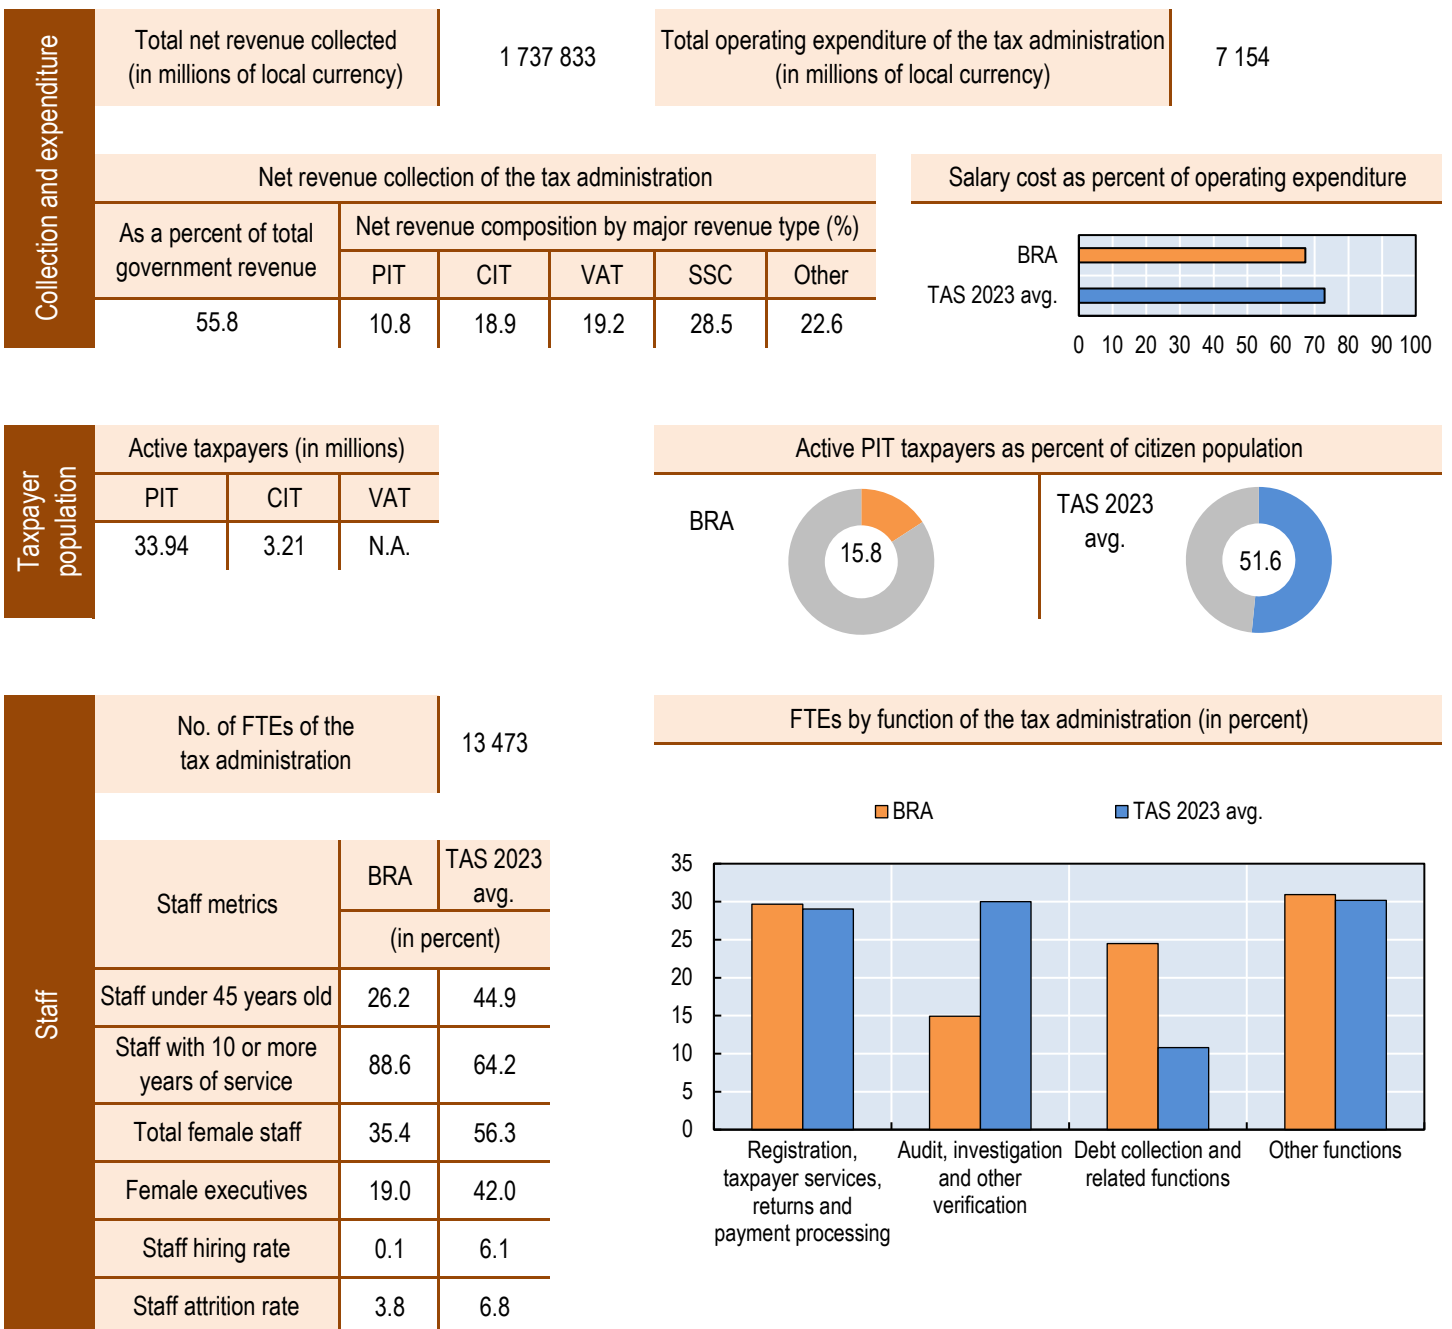 Collection and expenditure
Total net revenue collected
(in millions of local currency)
1 737 833
Total operating expenditure of the tax administration
(in millions of local currency)
7 154
Net revenue collection of the tax administration
As a percent of total
government revenue
Net revenue composition by major revenue type (%)
PIT CIT VAT SSC Other
55.8 10.8 18.9 19.2 28.5 22.6
Salary cost as percent of operating expenditure
BRA
TAS 2023 avg.
0 10 20 30 40 50 60 70 80 90 100
Taxpayer
population
Active taxpayers (in millions)
PIT CIT VAT
33.94 3.21 N.A.
Active PIT taxpayers as percent of citizen population
BRA
15.8
TAS 2023
avg.
51.6
Staff
No. of FTEs of the
tax administration
13 473
Staff metrics
BRA
TAS 2023
avg.
(in percent)
Staff under 45 years old 26.2 44.9
Staff with 10 or more
years of service
88.6 64.2
Total female staff 35.4 56.3
Female executives 19.0 42.0
Staff hiring rate 0.1 6.1
Staff attrition rate 3.8 6.8
FTEs by function of the tax administration (in percent)
BRA
TAS 2023 avg.
35
30
25
20
15
10
5
0
Registration,
taxpayer services,
returns and
payment processing
Audit, investigation
and other
verification
Debt collection and
related functions
Other functions